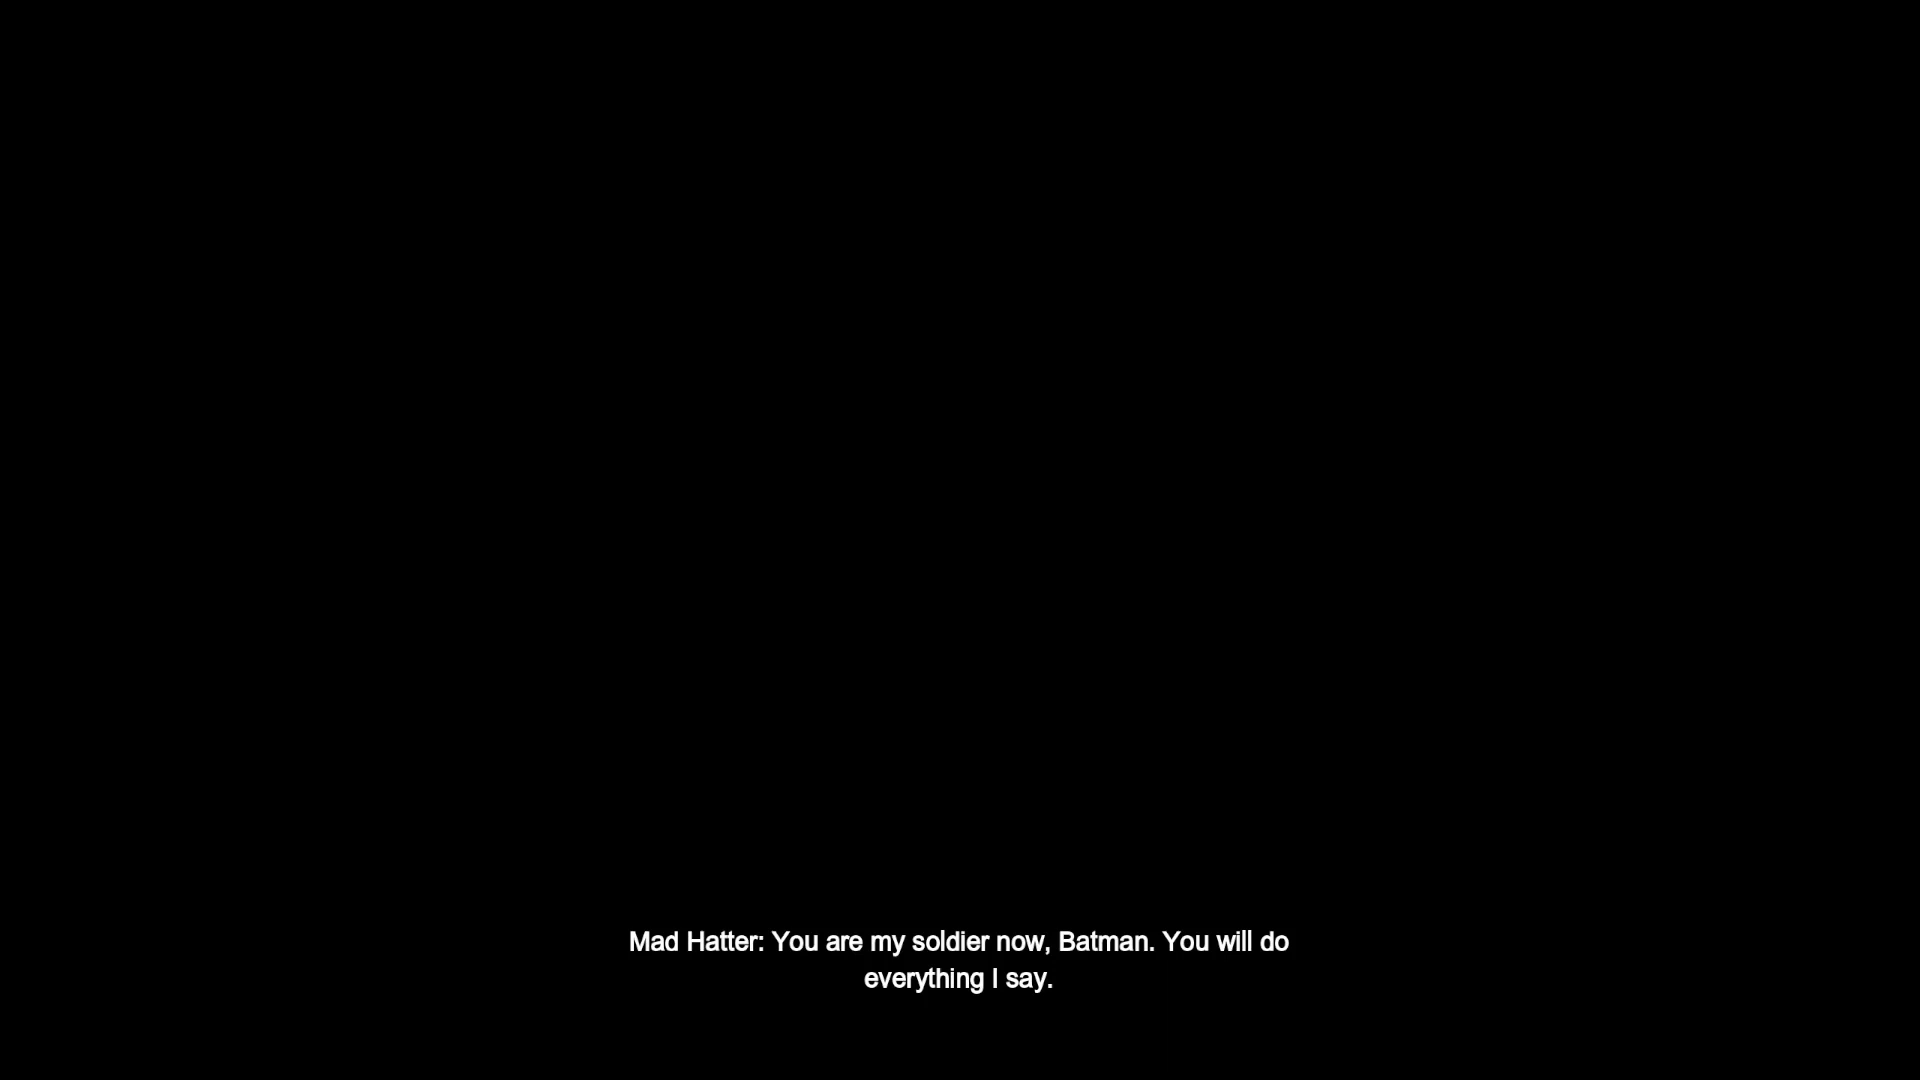 Mad Hatter: You are my soldier now, Batman. You will do
everything I say.